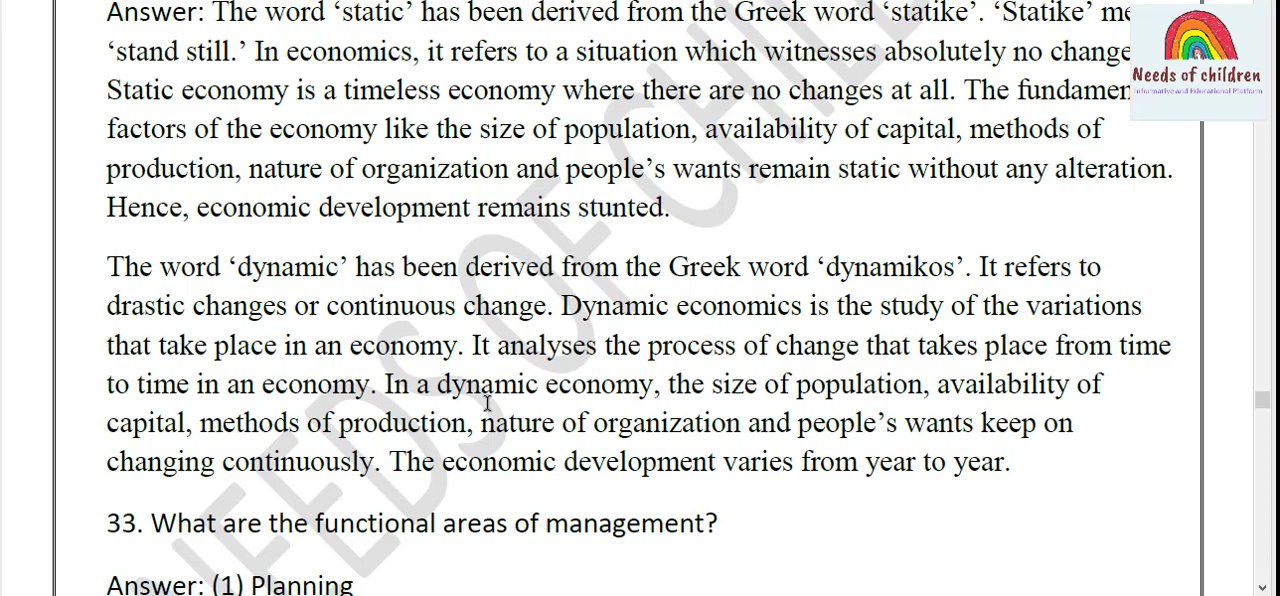 Answer: The word ‘static’ has been derived from the Greek word ‘statike’. ‘Statike’
‘stand still.’ In economics, it refers to a situation which witnesses absolutely no change
Static economy is a timeless economy where there are no changes at all. The
factors of the economy like the size of population, availability of capital, methods of
production, nature of organization and people’s wants remain static without any alteration.
Hence, economic development remains stunted.
The word ‘dynamic’ has been derived from the Greek word ‘dynamikos’. It refers to
drastic changes or continuous change. Dynamic economics is the study of the variations
that take place in an economy. It analyses the process of change that takes place from time
to time in an economy. In a dynamic economy, the size of population, availability of
capital, methods of production, nature of organization and people’s wants keep on
changing continuously. The economic development varies from year to year.
33. What are the functional areas of management?
Answer: (1) Planning
Needs of children
Informative and Educational Platform
NEEDS OF CHILD